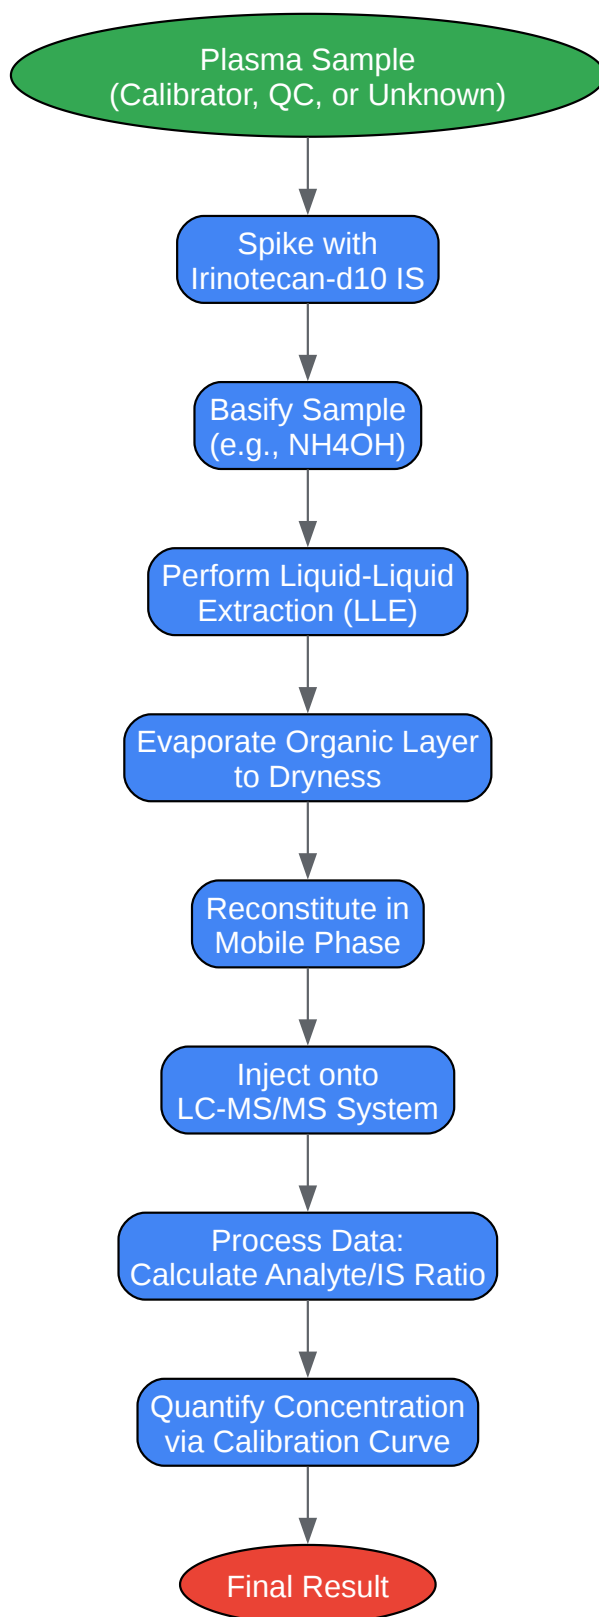 Plasma Sample
(Calibrator, QC, or Unknown)
Spike with
Irinotecan-d10 IS
Basify Sample
(e.g., NH4OH)
Perform Liquid-Liquid
Extraction (LLE)
Evaporate Organic Layer
to Dryness
Reconstitute in
Mobile Phase
Inject onto
LC-MS/MS System
Process Data:
Calculate Analyte/IS Ratio
Quantify Concentration
via Calibration Curve
Final Result